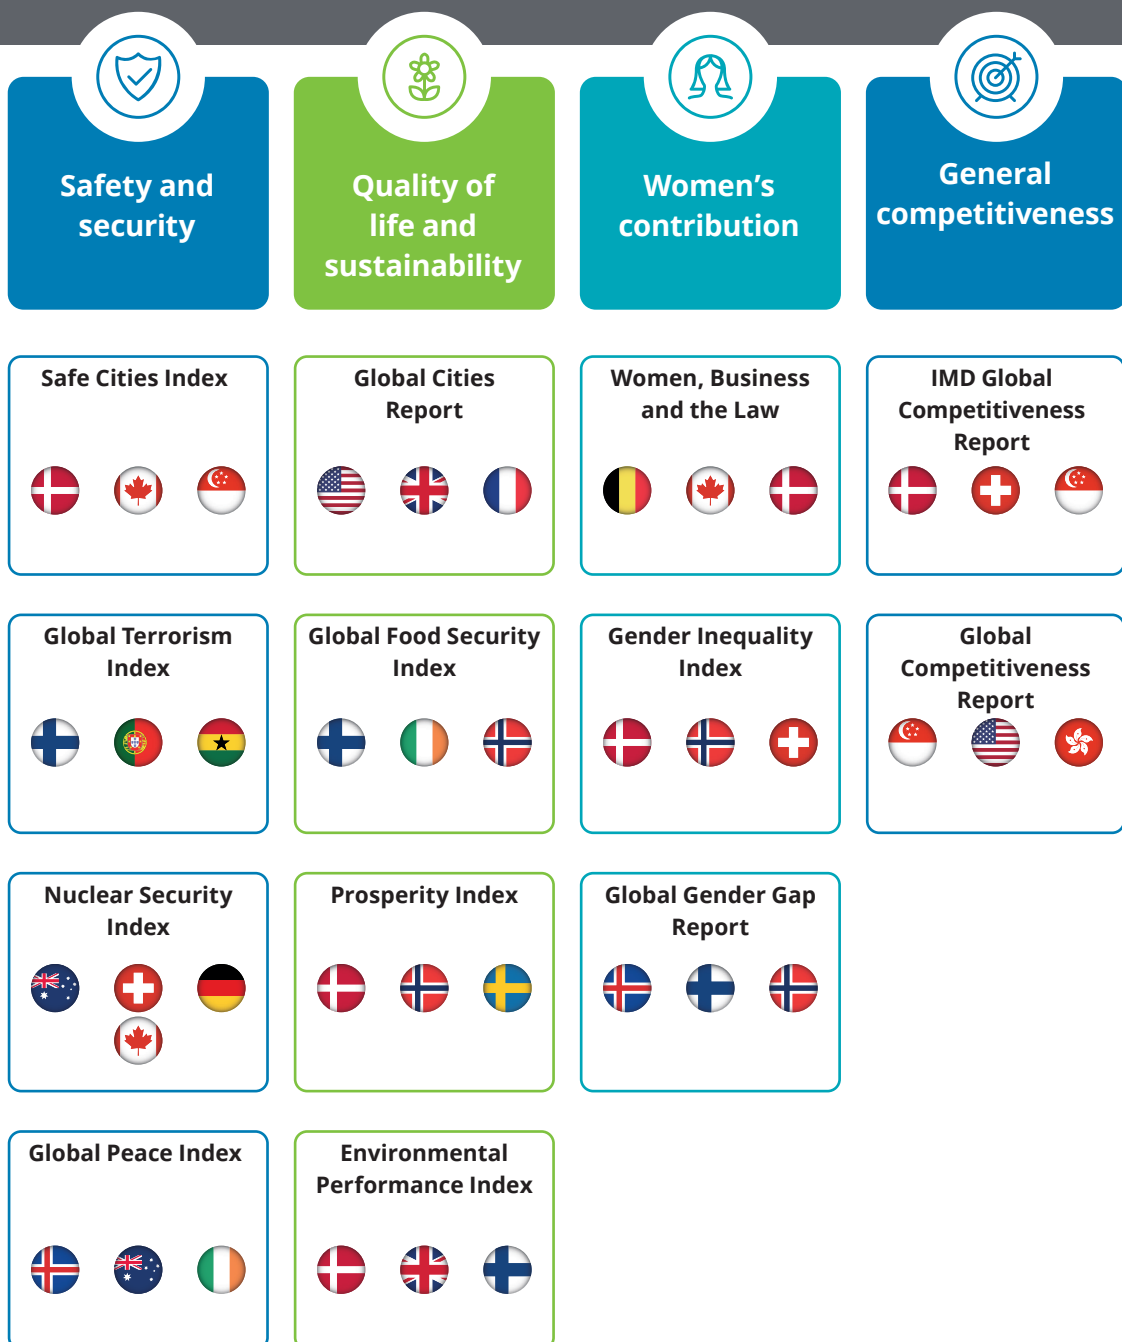 Safety and
security
Quality of
life and
sustainability
Women's
contribution
General
competitiveness
Safe Cities Index
Global Cities
Report
Women, Business
and the Law
IMD Global
Competitiveness
Report
Global Terrorism
Index
Global Food Security
Index
Gender Inequality
Index
Global
Competitiveness
Report
Nuclear Security
Index
Prosperity Index
Global Gender Gap
Report
Global Peace Index
Environmental
Performance Index